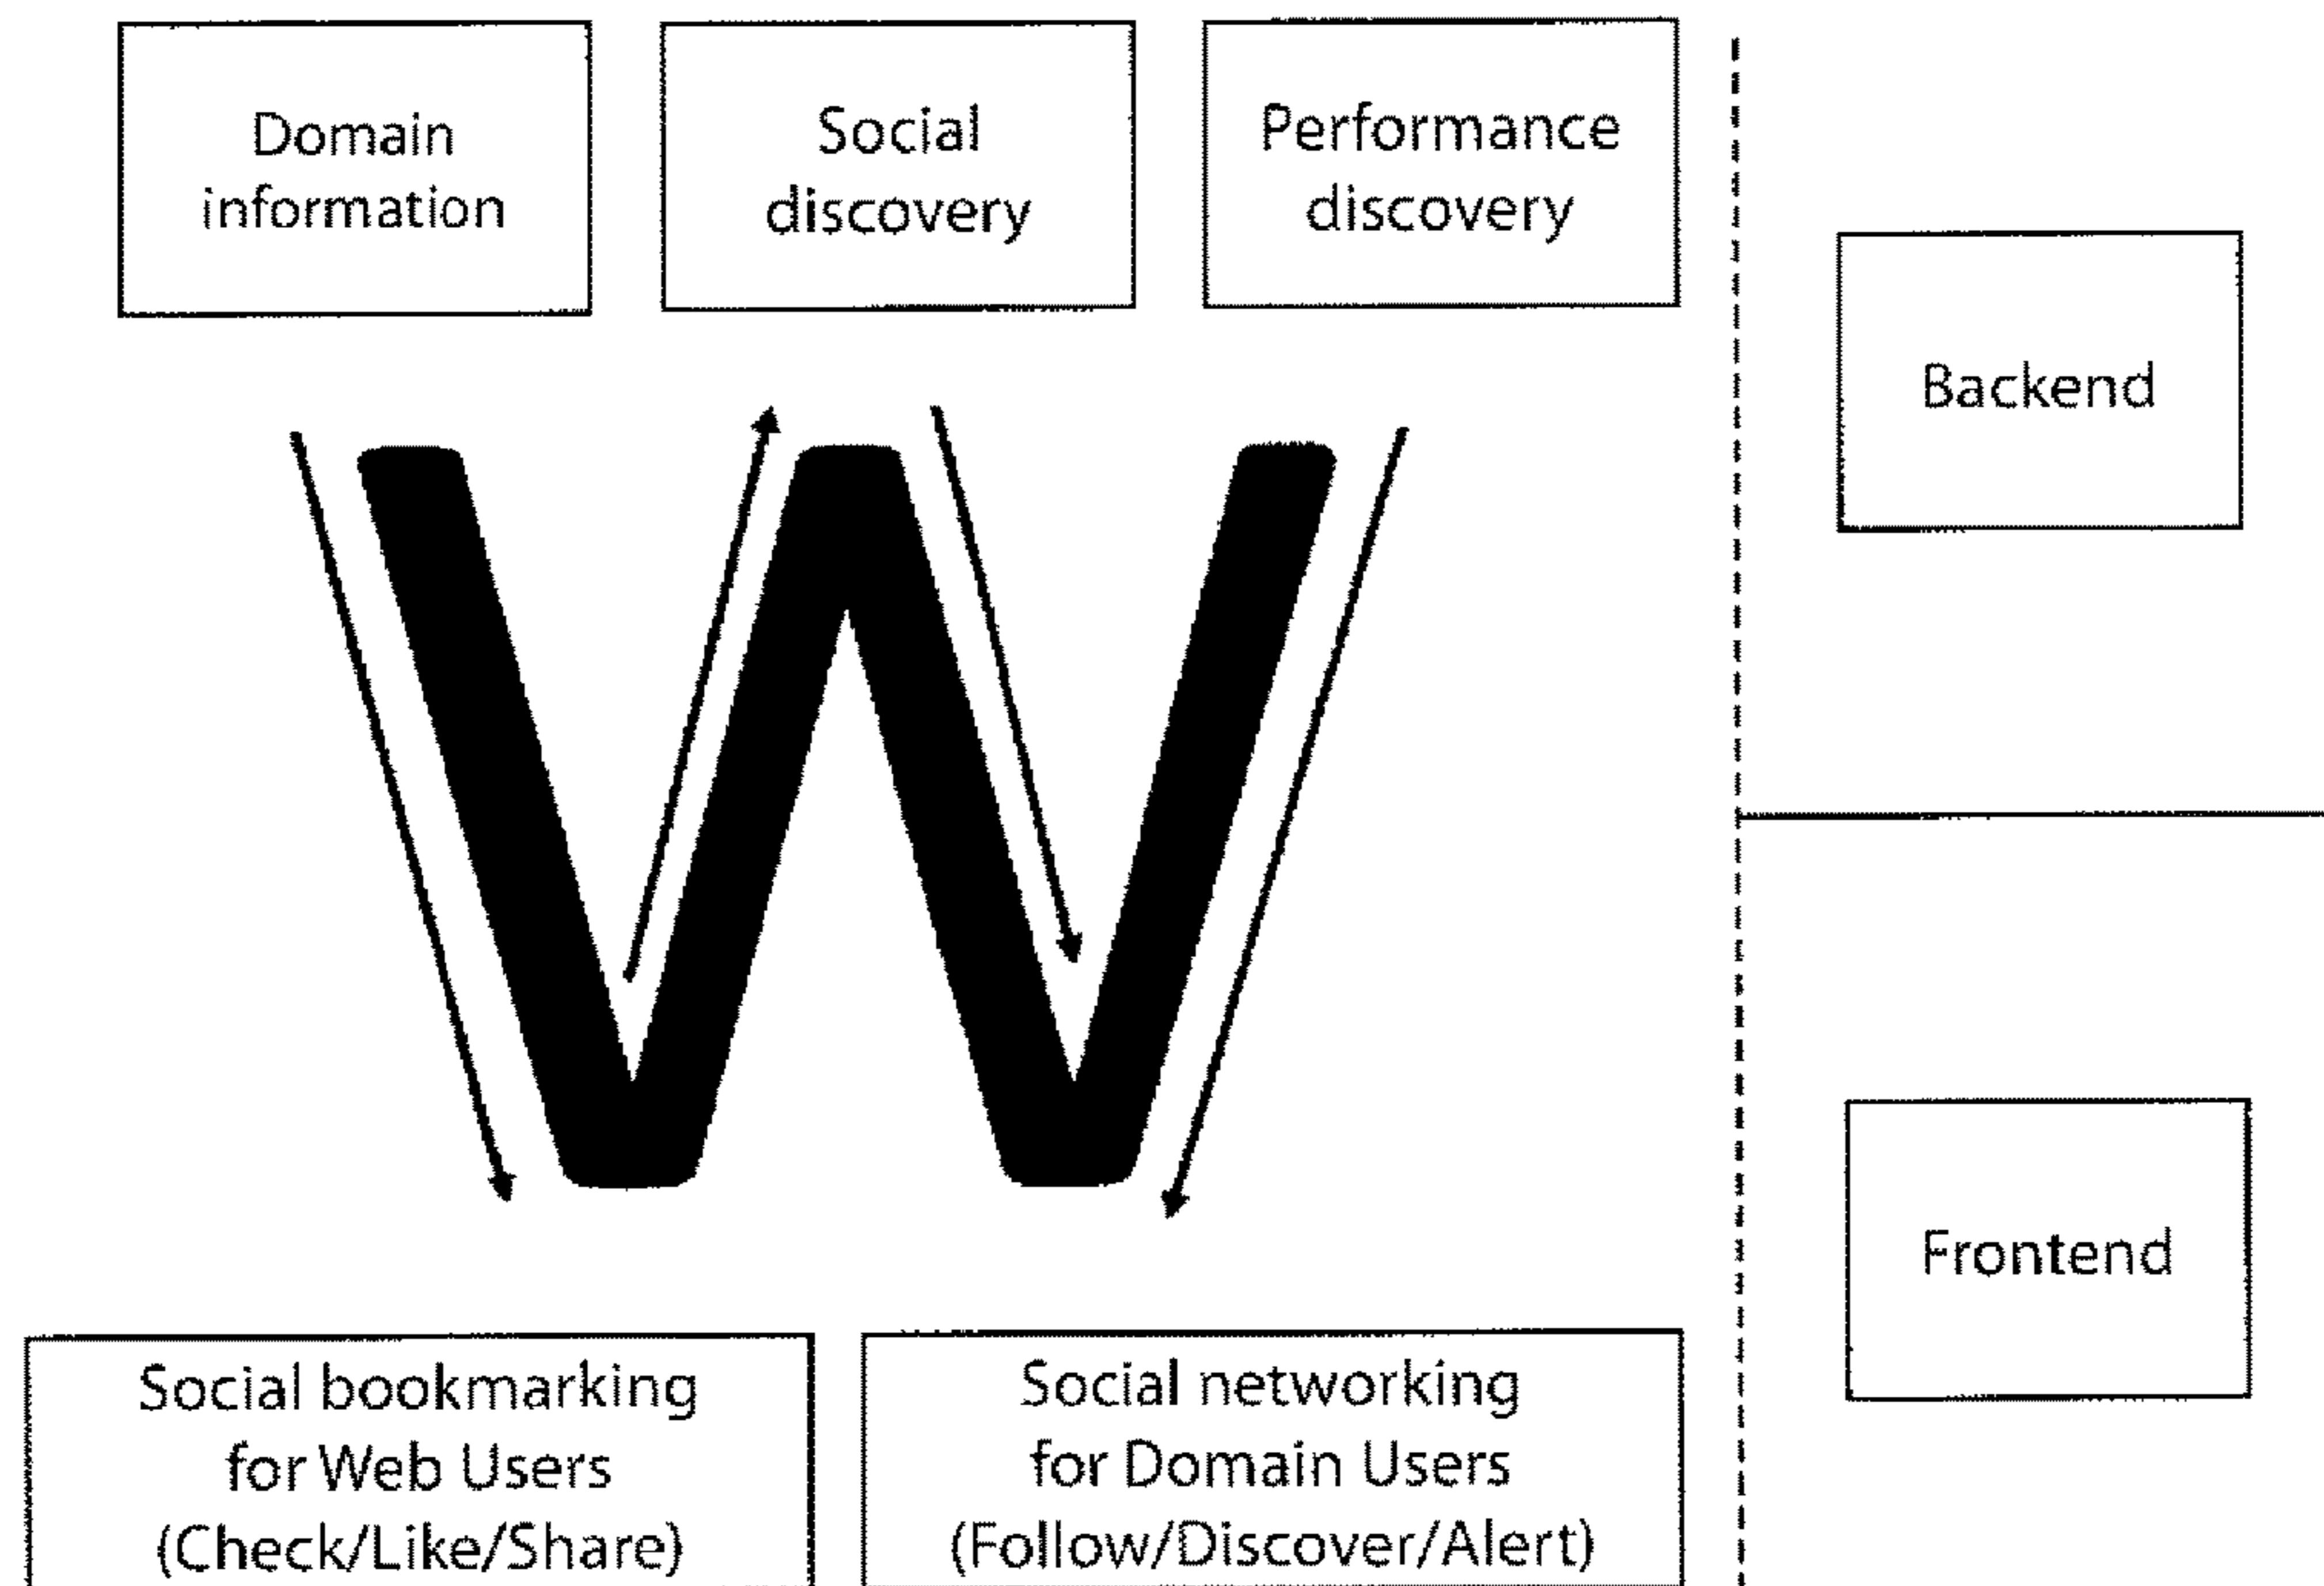 Domain
information
Social
discovery
Performance
discovery
Backend
W
Frontend
Social bookmarking
for Web Users
(Check/Like/Share)
Social networking
for Domain Users
(Follow/Discover/Alert)